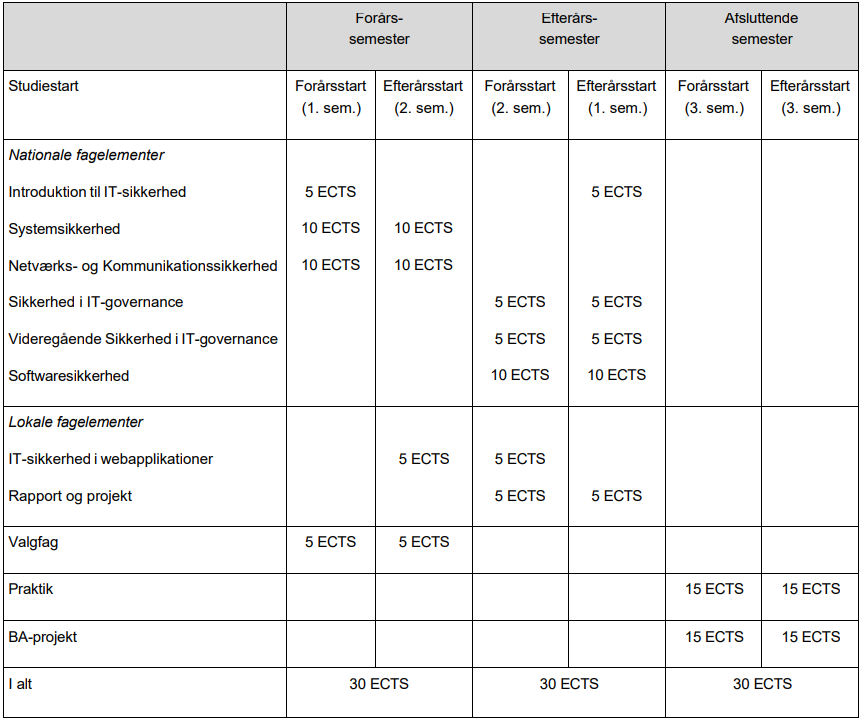 Forårs-
semester
Efterårs-
semester
Afsluttende
semester
Studiestart
Forårsstart
(1. sem.)
Efterårsstart
(2. sem.)
Forårsstart
(2. sem.)
Efterårsstart
(1. sem.)
Forårsstart
(3. sem.)
Efterårsstart
(3. sem.)
Nationale fagelementer
Introduktion til IT-sikkerhed 5 ECTS 5 ECTS
Systemsikkerhed 10 ECTS 10 ECTS
Netværks- og Kommunikationssikkerhed 10 ECTS 10 ECTS
Sikkerhed i IT-governance 5 ECTS 5 ECTS
Videregående Sikkerhed i IT-governance 5 ECTS 5 ECTS
Softwaresikkerhed 10 ECTS 10 ECTS
Lokale fagelementer
IT-sikkerhed i webapplikationer 5 ECTS 5 ECTS
Rapport og projekt 5 ECTS 5 ECTS
Valgfag 5 ECTS 5 ECTS
Praktik 15 ECTS 15 ECTS
BA-projekt 15 ECTS 15 ECTS
I alt 30 ECTS 30 ECTS 30 ECTS